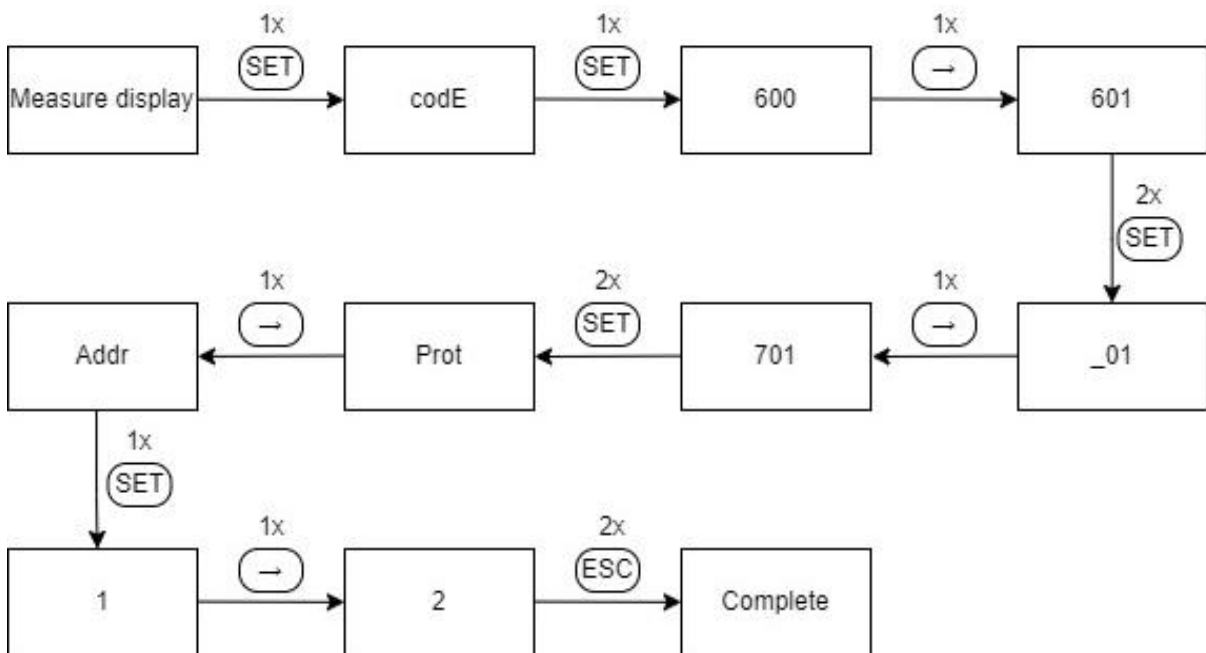 1x
SET
1x
SET
1x
→
Measure display
codE
600
601
2x
SET
1x
→
2x
SET
1x
→
Addr
Prot
701
_01
1x
SET
1x
→
2x
ESC
1
2
Complete